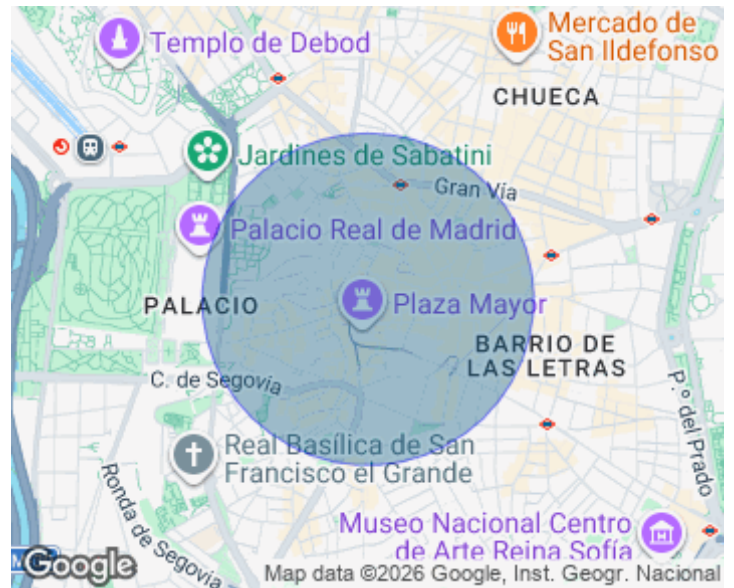 Templo de Debod
Mercado de
San Ildefonso
CHUECA
Jardines de Sabatini
Gran Vía
Palacio Real de Madrid
PALACIO
Plaza Mayor
BARRIO DE
LAS LETRAS
C. de Segovia
P.º del Prado
Real Basílica de San
Francisco el Grande
Ronda de Segovia
Museo Nacional Centro
de Arte Reina Sofía
Google
Map data ©2026 Google, Inst. Geogr. Nacional